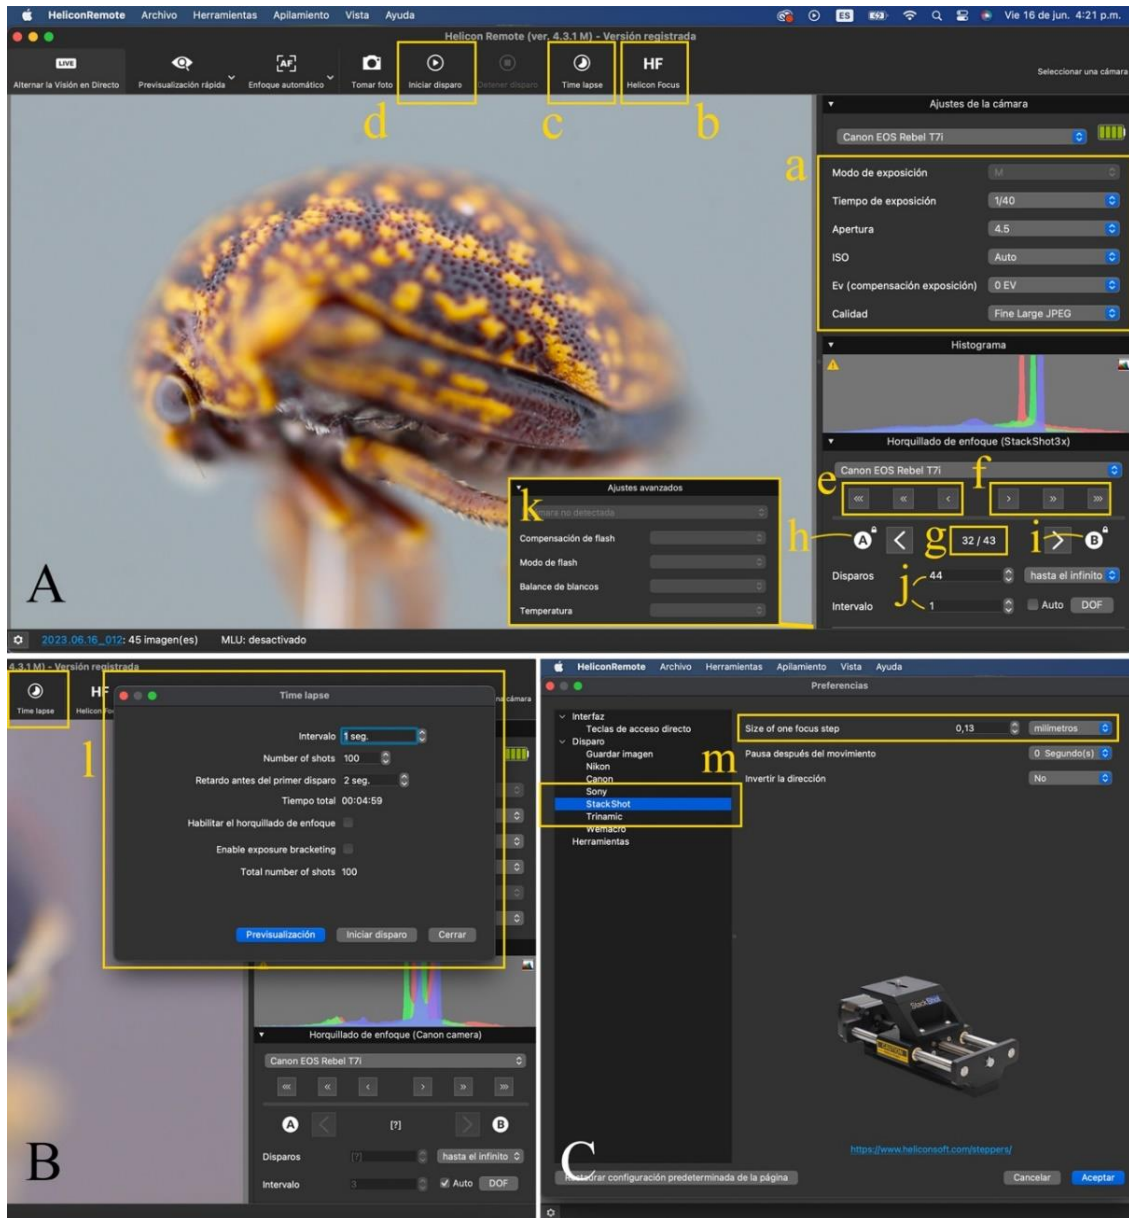 HeliconRemote Archivo Herramientas Apilamiento Vista Ayuda ES Vie 16 de jun. 4:21 p.m.
Helicon Remote (ver. 4.3.1 M) - Versión registrada
LIVE AF HF
Alternar la Visión en Directo Previsualización rápida Enfoque automático Tomar foto Iniciar disparo Detener disparo Time lapse Helicon Focus Seleccionar una cámara
d c b
Ajustes de la cámara
Canon EOS Rebel T7i
a
Modo de exposición M
Tiempo de exposición 1/40
Apertura 4.5
ISO Auto
Ev (compensación exposición) 0 EV
Calidad Fine Large JPEG
Histograma
Horquillado de enfoque (StackShot3x)
Canon EOS Rebel T7i
e f
<<< << < > >> >>>
h A < g 32 / 43 i > B
Disparos 44 hasta el infinito
j
Intervalo 1 Auto DOF
Ajustes avanzados
k
Cámara no detectada
Compensación de flash
Modo de flash
Balance de blancos
Temperatura
A
2023.06.16_012: 45 imagen(es) MLU: desactivado
4.3.1 M) - Versión registrada
HF
Time lapse Helicon Fo na cámara
l
Time lapse
Intervalo 1 seg.
Number of shots 100
Retardo antes del primer disparo 2 seg.
Tiempo total 00:04:59
Habilitar el horquillado de enfoque
Enable exposure bracketing
Total number of shots 100
Previsualización Iniciar disparo Cerrar
Horquillado de enfoque (Canon camera)
Canon EOS Rebel T7i
<<< << < > >> >>>
A < [?] > B
Disparos [?] hasta el infinito
Intervalo 3 Auto DOF
B
HeliconRemote Archivo Herramientas Apilamiento Vista Ayuda
Preferencias
Interfaz
Teclas de acceso directo
Disparo
Guardar imagen
Nikon
Canon
Sony
StackShot
Trinamic
Wemacro
Herramientas
m
Size of one focus step 0,13 milímetros
Pausa después del movimiento 0 Segundo(s)
Invertir la dirección No
StackShot
CAUTION
https://www.heliconsoft.com/steppers/
C
Restaurar configuración predeterminada de la página Cancelar Aceptar